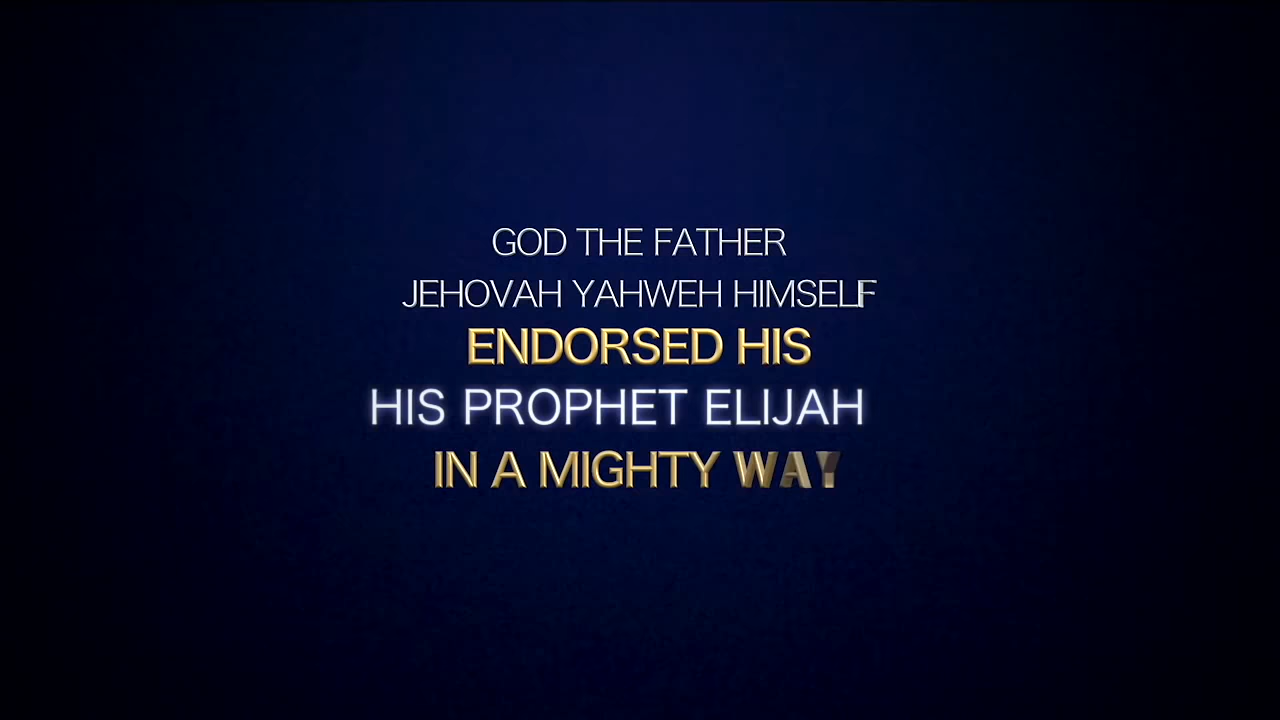 GOD THE FATHER
JEHOVAH YAHWEH HIMSELF
ENDORSED HIS
HIS PROPHET ELIJAH
IN A MIGHTY WAY